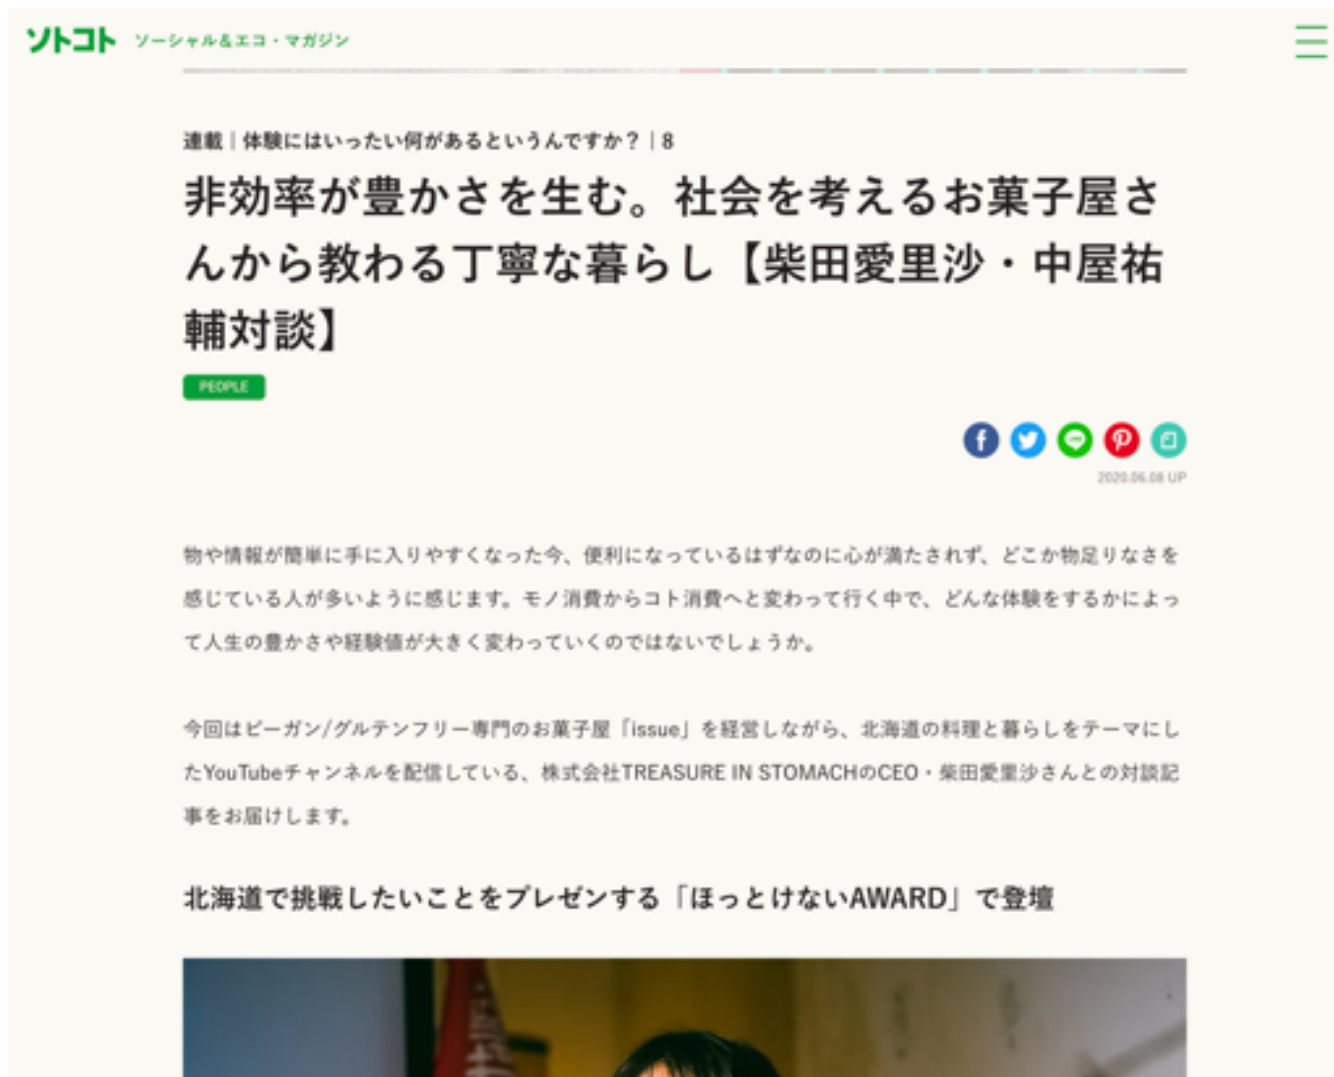 ソトコト ソーシャル＆エコ・マガジン
連載｜体験にはいったい何があるというんですか？｜8
非効率が豊かさを生む。社会を考えるお菓子屋さ
んから教わる丁寧な暮らし【柴田愛里沙・中屋祐
輔対談】
PEOPLE
2020.06.08 UP
物や情報が簡単に手に入りやすくなった今、便利になっているはずなのに心が満たされず、どこか物足りなさを
感じている人が多いように感じます。モノ消費からコト消費へと変わって行く中で、どんな体験をするかによっ
て人生の豊かさや経験値が大きく変わっていくのではないでしょうか。
今回はビーガン/グルテンフリー専門のお菓子屋「issue」を経営しながら、北海道の料理と暮らしをテーマにし
たYouTubeチャンネルを配信している、株式会社TREASURE IN STOMACHのCEO・柴田愛里沙さんとの対談記
事をお届けします。
北海道で挑戦したいことをプレゼンする「ほっとけないAWARD」で登壇